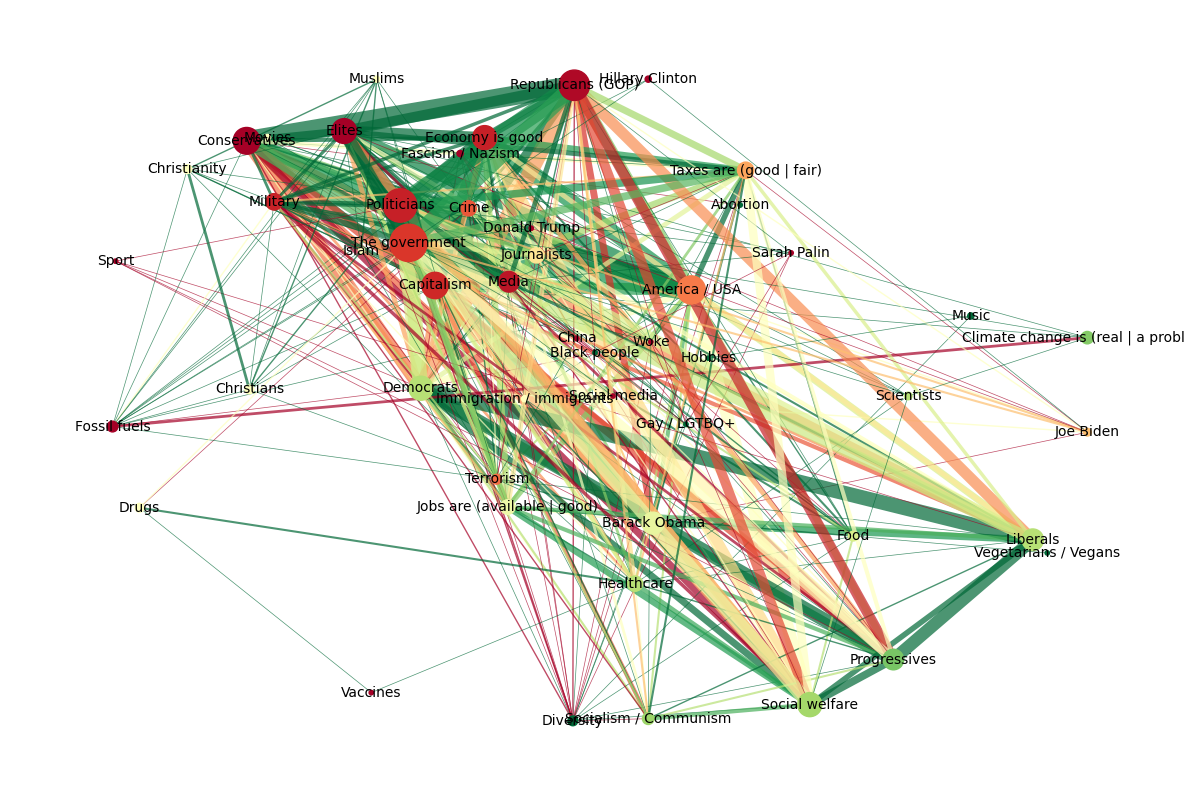 Muslims
Republicans (GOP)
Hillary Clinton
Elites
Economy is good
Conservatives
Movies
Fascism / Nazism
Christianity
Taxes are (good | fair)
Military
Politicians
Crime
Abortion
Donald Trump
The government
Islam
Journalists
Sarah Palin
Sport
Capitalism
Media
America / USA
Music
China
Woke
Climate change is (real | a probl
Black people
Hobbies
Christians
Democrats
Immigration / immigrants
Social media
Scientists
Fossil fuels
Gay / LGTBQ+
Joe Biden
Terrorism
Drugs
Jobs are (available | good)
Barack Obama
Food
Liberals
Vegetarians / Vegans
Healthcare
Progressives
Vaccines
Social welfare
Diversity
Socialism / Communism